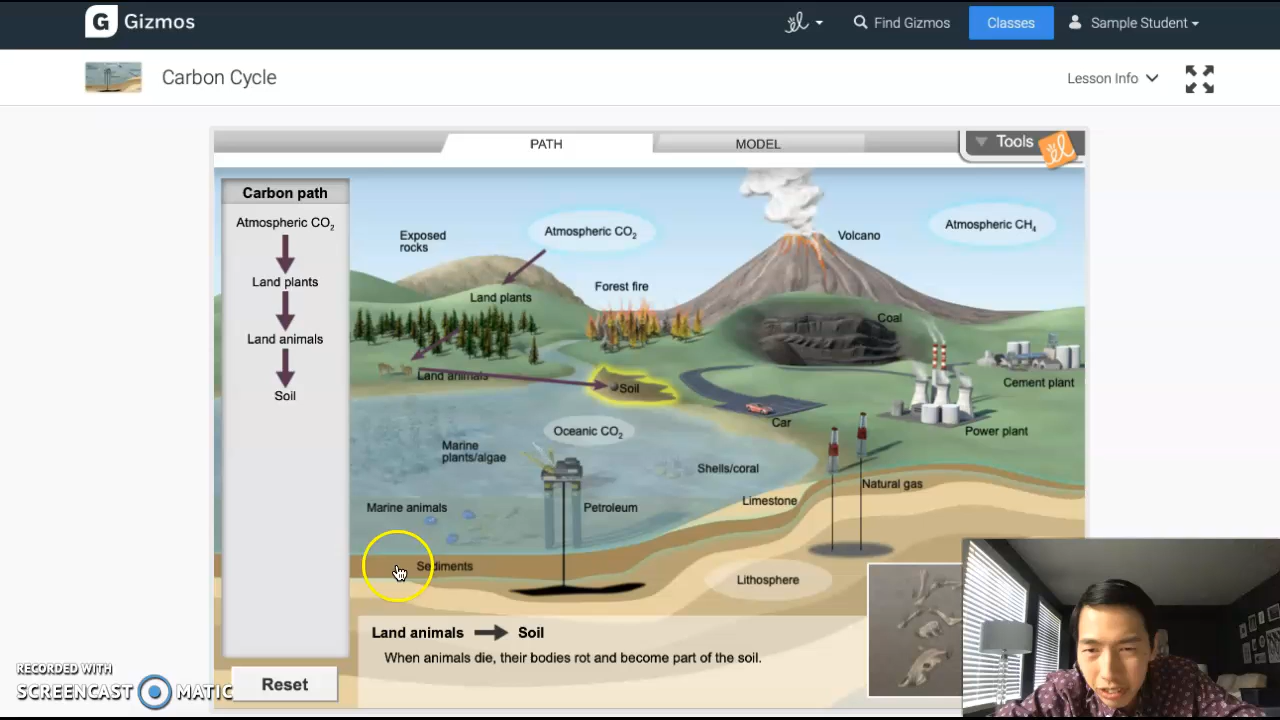 G Gizmos
Find Gizmos
Classes
Sample Student
Carbon Cycle
Lesson Info
PATH
MODEL
Tools
Carbon path
Atmospheric CO₂
Land plants
Land animals
Soil
Exposed
rocks
Atmospheric CO₂
Volcano
Atmospheric CH₄
Land plants
Forest fire
Coal
Land animals
Soil
Cement plant
Car
Power plant
Oceanic CO₂
Marine
plants/algae
Shells/coral
Natural gas
Limestone
Marine animals
Petroleum
Sediments
Lithosphere
Land animals Soil
When animals die, their bodies rot and become part of the soil.
Reset
RECORDED WITH
SCREENCAST MATIC